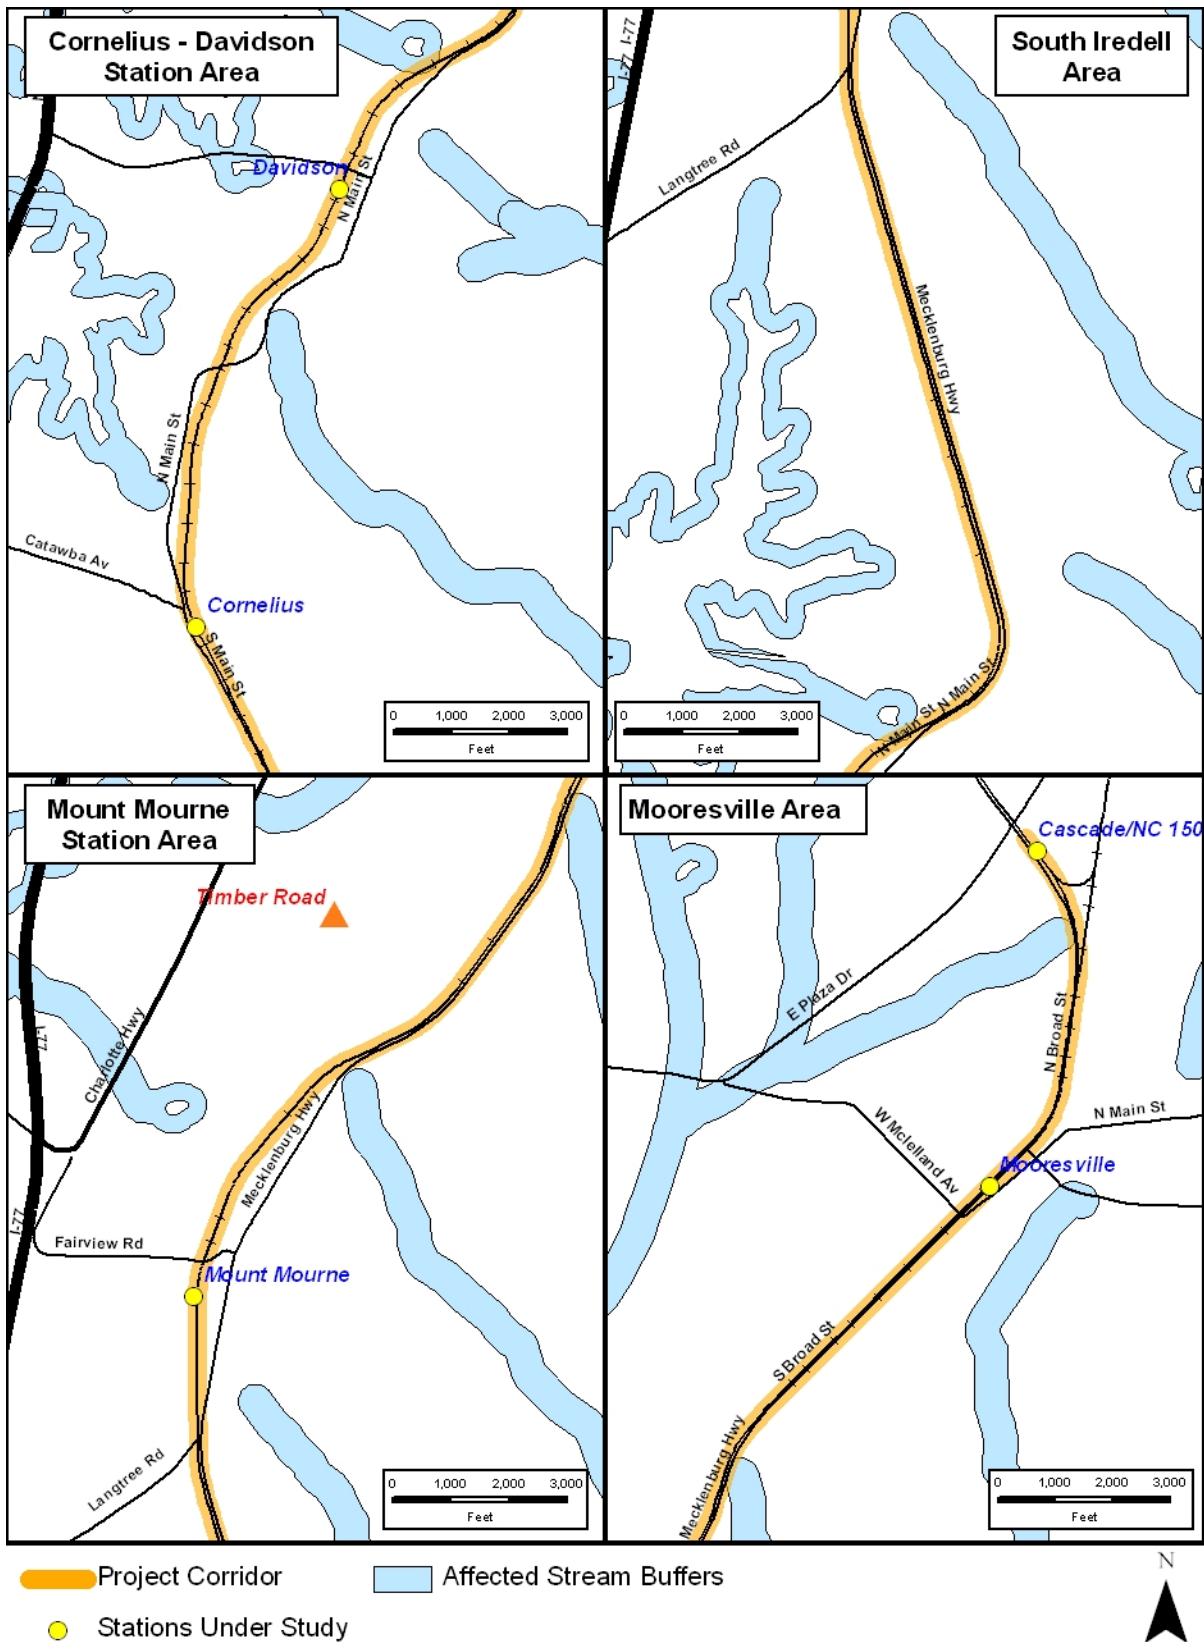 Cornelius - Davidson
Station Area
Davidson
N Main St
N Main St
Catawba Av
Cornelius
S Main St
0 1,000 2,000 3,000
Feet
South Iredell
Area
I-77
I-77
Langtree Rd
Mecklenburg Hwy
N Main St
N Main St
0 1,000 2,000 3,000
Feet
Mount Mourne
Station Area
Timber Road
I-77
Charlotte Hwy
Mecklenburg Hwy
I-77
Fairview Rd
Mount Mourne
Langtree Rd
0 1,000 2,000 3,000
Feet
Mooresville Area
Cascade/NC 150
E Plaza Dr
N Broad St
W Mclelland Av
N Main St
Mooresville
S Broad St
Mecklenburg Hwy
0 1,000 2,000 3,000
Feet
Project Corridor
Affected Stream Buffers
Stations Under Study
N